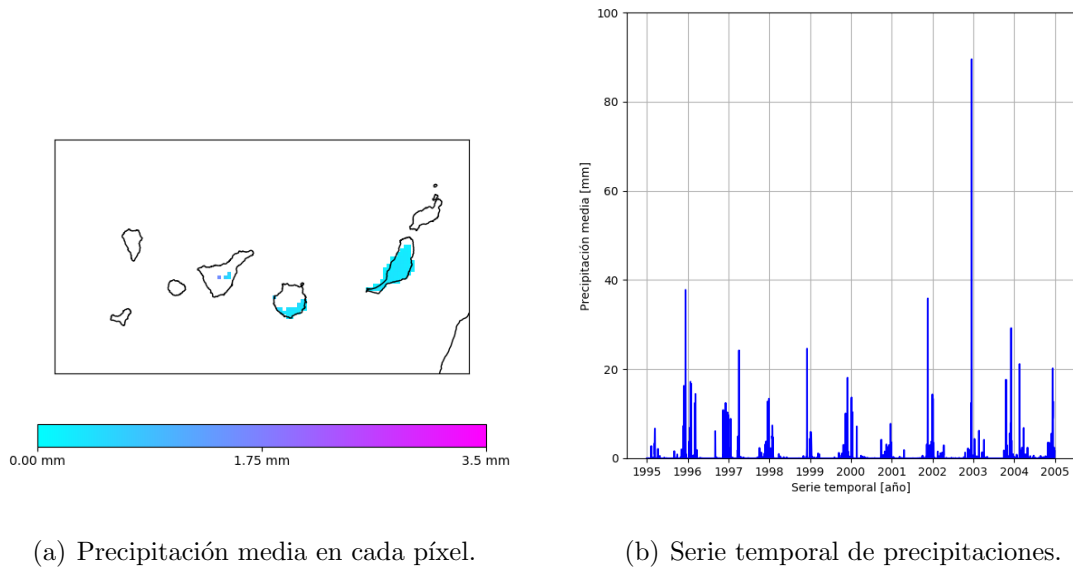 0.00 mm 1.75 mm 3.5 mm
100
80
60
40
20
0
Precipitación media [mm]
1995 1996 1997 1998 1999 2000 2001 2002 2003 2004 2005
Serie temporal [año]
(a) Precipitación media en cada píxel.
(b) Serie temporal de precipitaciones.